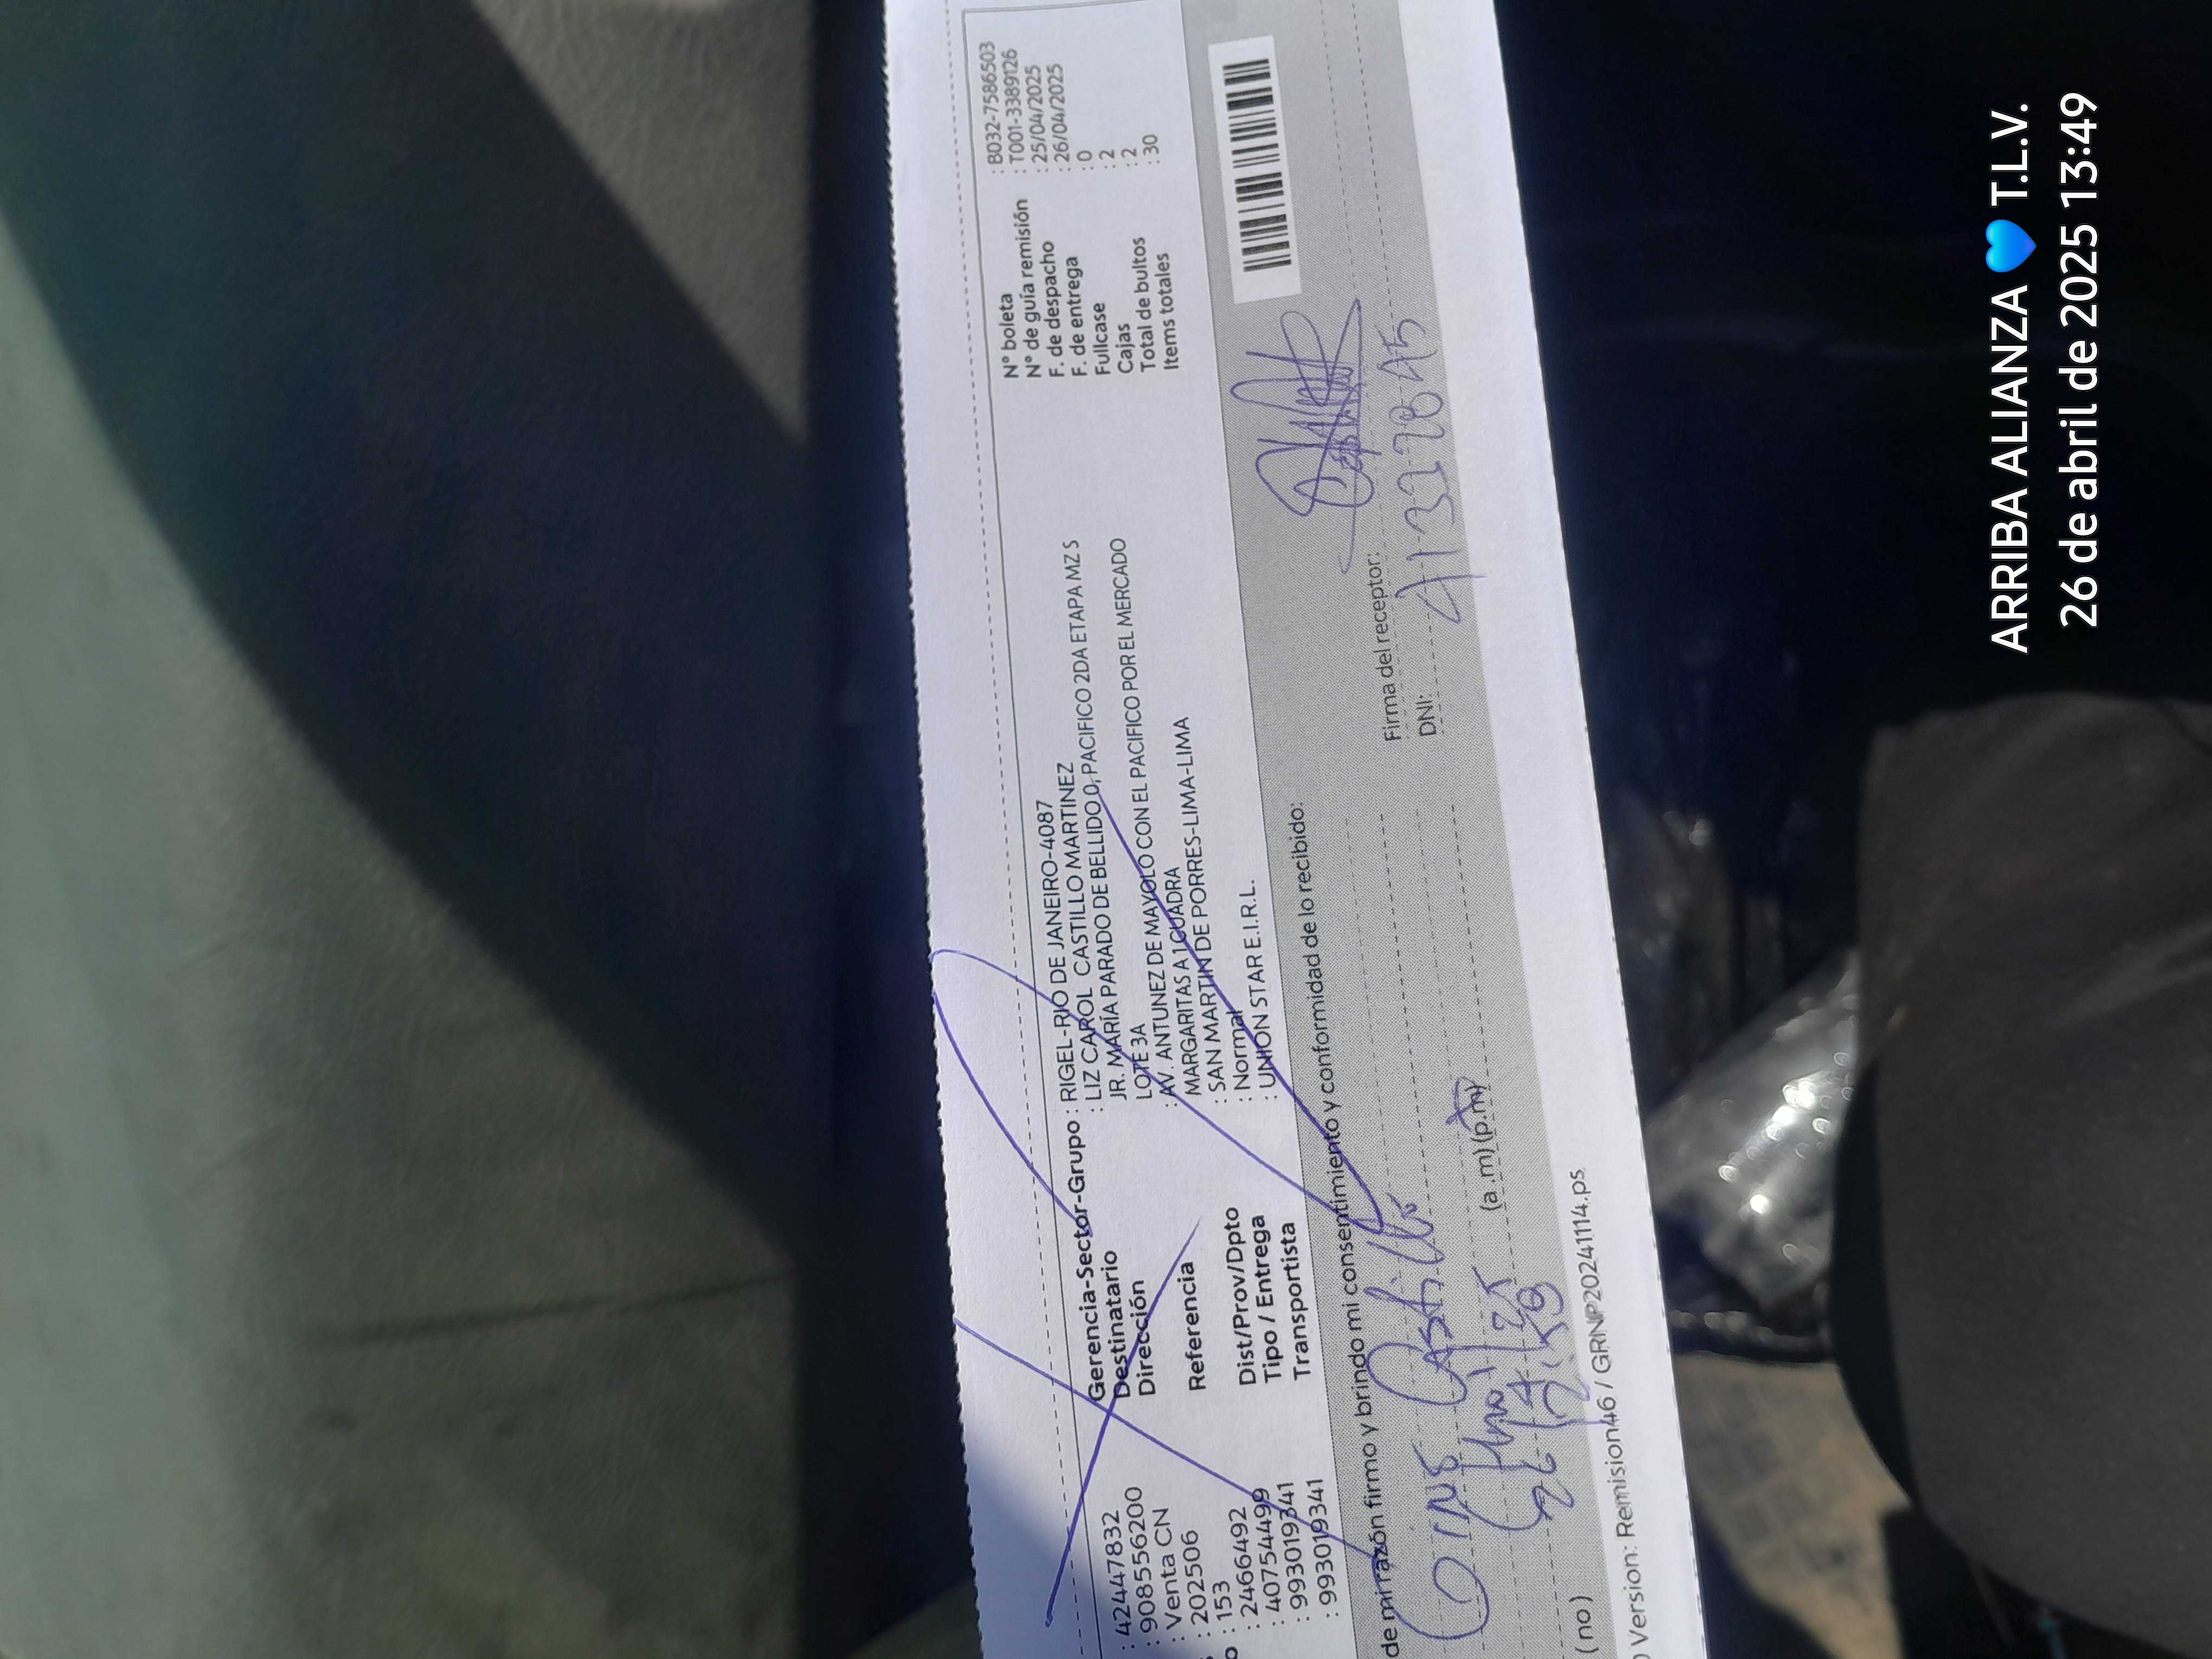 : 424447832
: 908556200
: Venta CN
: 202506
: 153
: 2466492
: 40754499
: 993019341
: 993019341
Gerencia-Sector-Grupo : RIGEL-RIO DE JANEIRO-4087
Destinatario : LIZ CAROL CASTILLO MARTINEZ
Dirección JR. MARÍA PARADO DE BELLIDO 0, PACIFICO 2DA ETAPA MZ S
LOTE 3A
Referencia : AV. ANTUNEZ DE MAYOLO CON EL PACIFICO POR EL MERCADO
MARGARITAS A 1 CUADRA
Dist/Prov/Dpto : SAN MARTIN DE PORRES-LIMA-LIMA
Tipo / Entrega : Normal
Transportista : UNION STAR E.I.R.L.
N° boleta : B032-7586503
N° de guía remisión : T001-3389126
F. de despacho : 25/04/2025
F. de entrega : 26/04/2025
Fullcase : 0
Cajas : 2
Total de bultos : 2
Items totales : 30
de mi razón firmo y brindo mi consentimiento y conformidad de lo recibido:
Castillo
(a.m) (p.m)
Firma del receptor:
DNI:
(no)
Version: Remision46 / GRNP20241114.ps
ARRIBA ALIANZA 💙 T.L.V.
26 de abril de 2025 13:49